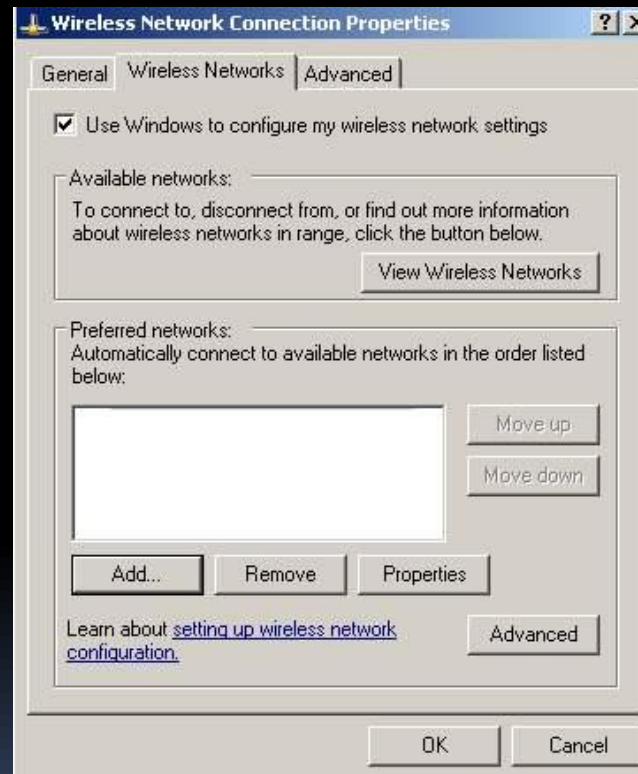 Wireless Network Connection Properties
General
Wireless Networks
Advanced
Use Windows to configure my wireless network settings
Available networks:
To connect to, disconnect from, or find out more information
about wireless networks in range, click the button below.
View Wireless Networks
Preferred networks:
Automatically connect to available networks in the order listed
below:
Move up
Move down
Add...
Remove
Properties
Learn about setting up wireless network
configuration.
Advanced
OK
Cancel